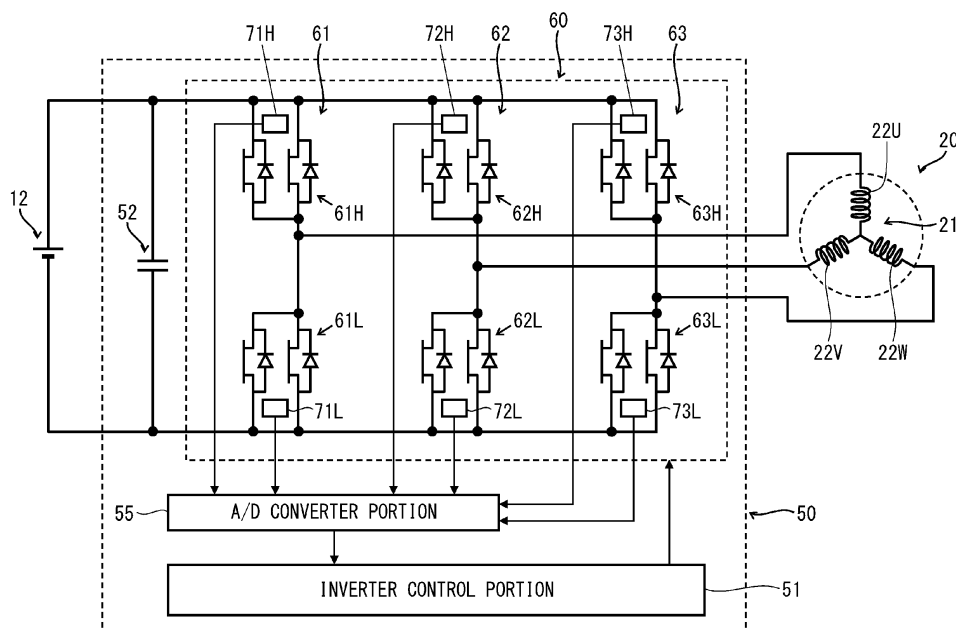 71H 61 72H 62 60 73H 63
22U 20
12 52 61H 62H 63H 21
61L 62L 63L
22V 22W
71L 72L 73L
55 A/D CONVERTER PORTION 50
INVERTER CONTROL PORTION 51